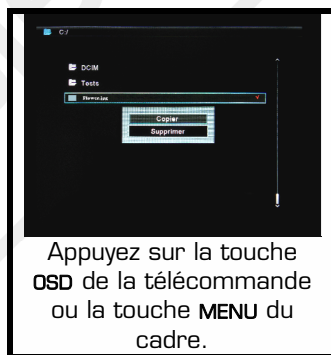 C:/
DCIM
Tests
Copier
Supprimer
Appuyez sur la touche
OSD de la télécommande
ou la touche MENU du
cadre.